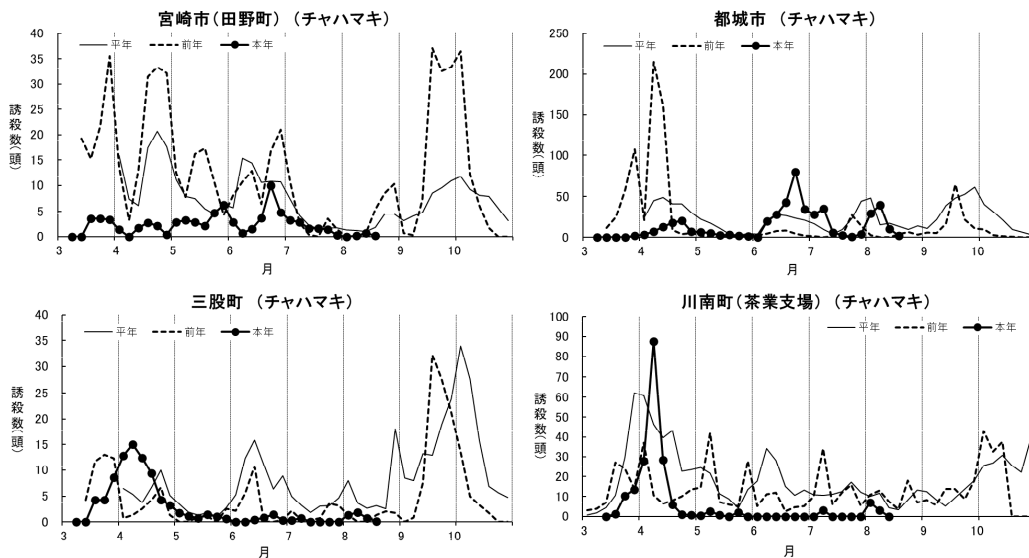 宮崎市(田野町) (チャハマキ)
平年 前年 本年
誘殺数(頭)
40
35
30
25
20
15
10
5
0
3 4 5 6 7 8 9 10
月
都城市 (チャハマキ)
平年 前年 本年
誘殺数(頭)
250
200
150
100
50
0
3 4 5 6 7 8 9 10
月
三股町 (チャハマキ)
平年 前年 本年
誘殺数(頭)
40
35
30
25
20
15
10
5
0
3 4 5 6 7 8 9 10
月
川南町(茶業支場) (チャハマキ)
平年 前年 本年
誘殺数(頭)
100
90
80
70
60
50
40
30
20
10
0
3 4 5 6 7 8 9 10
月